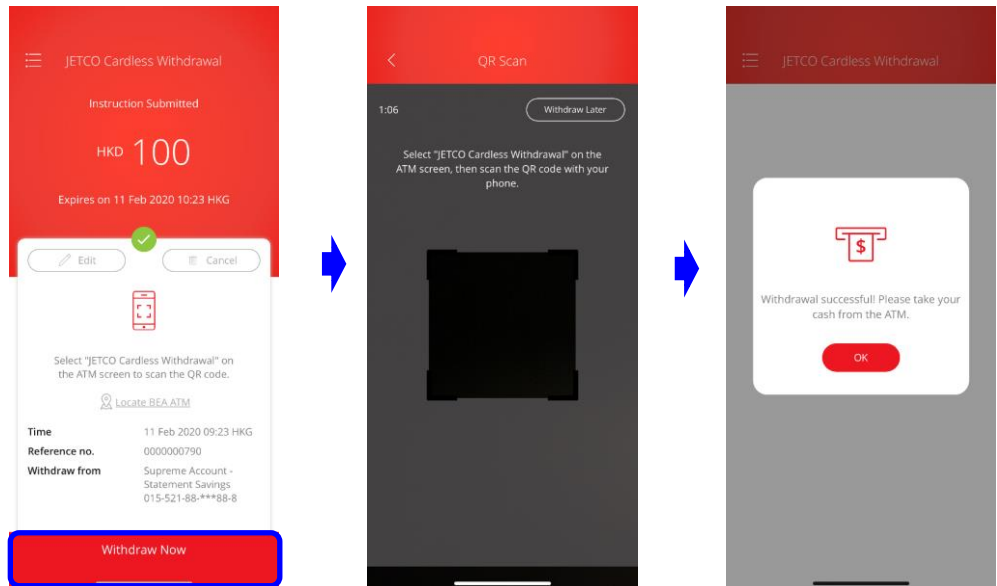 JETCO Cardless Withdrawal
Instruction Submitted
HKD 100
Expires on 11 Feb 2020 10:23 HKG
Edit
Cancel
Select "JETCO Cardless Withdrawal" on
the ATM screen to scan the QR code.
Locate BEA ATM
Time 11 Feb 2020 09:23 HKG
Reference no. 0000000790
Withdraw from Supreme Account -
Statement Savings
015-521-88-***88-8
Withdraw Now
QR Scan
1:06
Withdraw Later
Select "JETCO Cardless Withdrawal" on the
ATM screen, then scan the QR code with your
phone.
JETCO Cardless Withdrawal
$
Withdrawal successful! Please take your
cash from the ATM.
OK